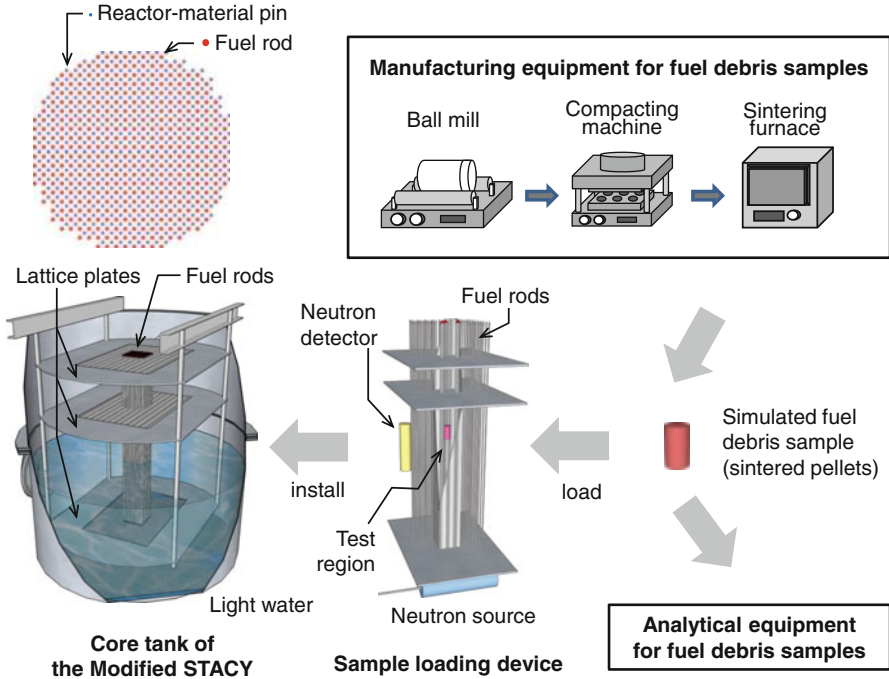 Reactor-material pin
Fuel rod
Manufacturing equipment for fuel debris samples
Ball mill
Compacting
machine
Sintering
furnace
Lattice plates
Fuel rods
Neutron
detector
Fuel rods
Simulated fuel
debris sample
(sintered pellets)
install
load
Test
region
Light water
Neutron source
Core tank of
the Modified STACY
Sample loading device
Analytical equipment
for fuel debris samples